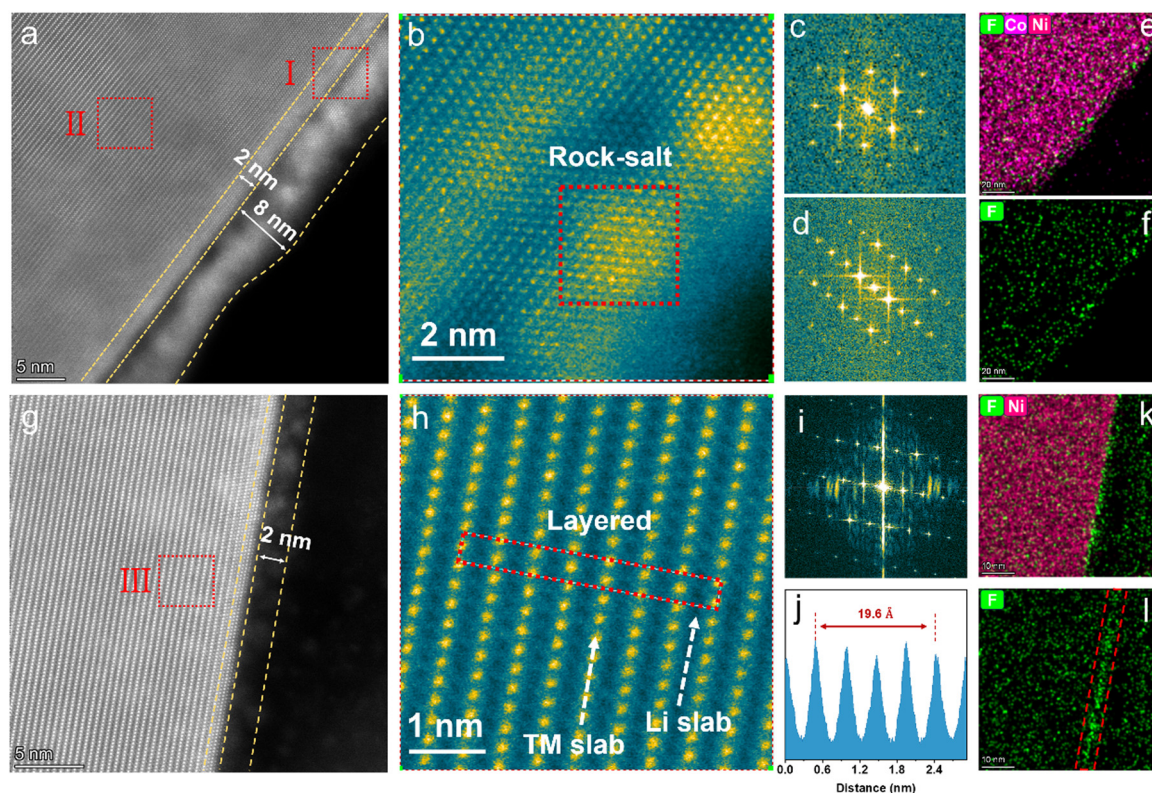 a
I
II
2 nm
8 nm
5 nm
b
Rock-salt
2 nm
c
d
F Co Ni
e
20 nm
F
f
20 nm
g
III
2 nm
5 nm
h
Layered
TM slab
Li slab
1 nm
i
j
19.6 Å
0.0 0.6 1.2 1.8 2.4
Distance (nm)
F Ni
k
10 nm
F
l
10 nm